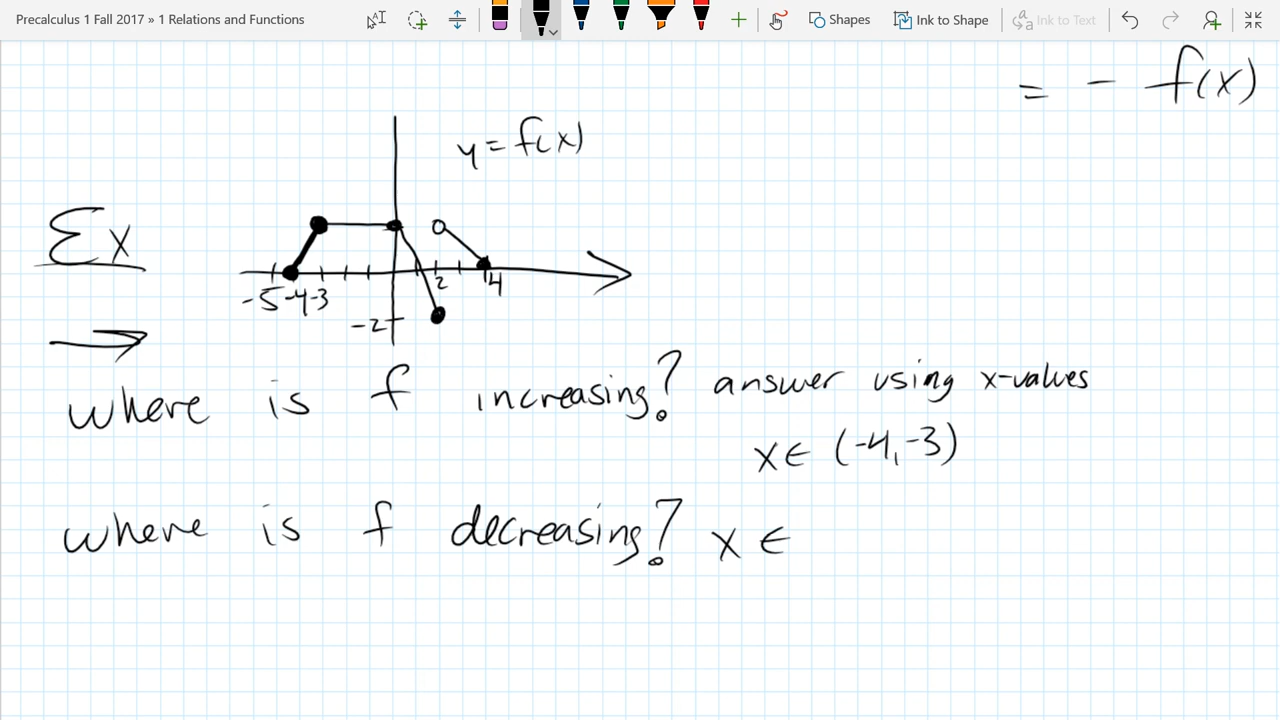 Precalculus 1 Fall 2017 » 1 Relations and Functions
Shapes
Ink to Shape
Ink to Text
= - f(x)
y = f(x)
Ex
-5 -4 -3 2 4
-2
where is f increasing? answer using x-values
x ∈ (-4, -3)
where is f decreasing? x ∈